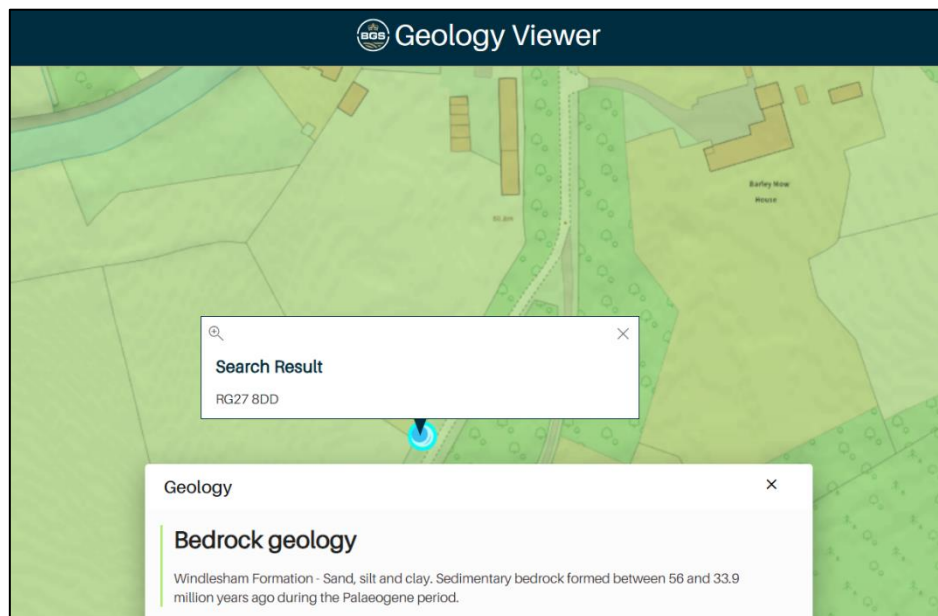 BGS Geology Viewer
Barley Mow
House
Search Result
RG27 8DD
Geology
Bedrock geology
Windlesham Formation - Sand, silt and clay. Sedimentary bedrock formed between 56 and 33.9
million years ago during the Palaeogene period.